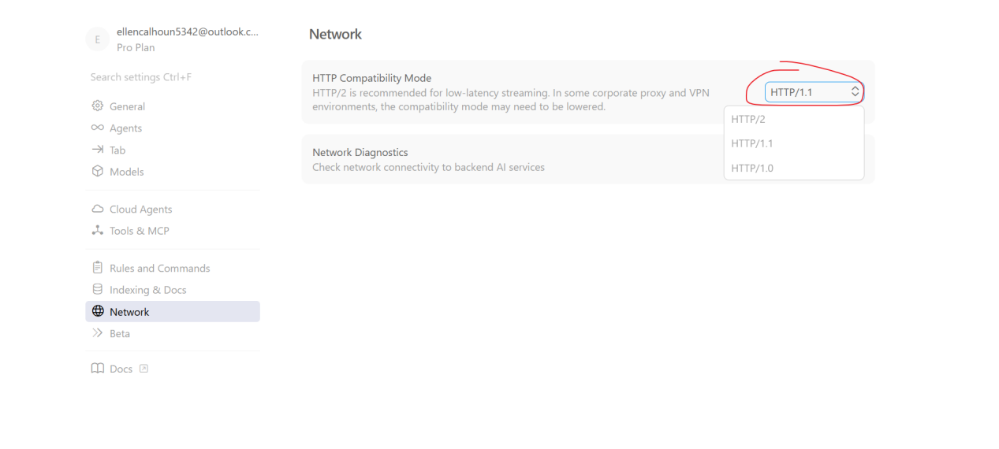 E
ellencalhoun5342@outlook.c...
Pro Plan
Search settings Ctrl+F
General
Agents
Tab
Models
Cloud Agents
Tools & MCP
Rules and Commands
Indexing & Docs
Network
Beta
Docs
Network
HTTP Compatibility Mode
HTTP/2 is recommended for low-latency streaming. In some corporate proxy and VPN
environments, the compatibility mode may need to be lowered.
HTTP/1.1
HTTP/2
HTTP/1.1
HTTP/1.0
Network Diagnostics
Check network connectivity to backend AI services